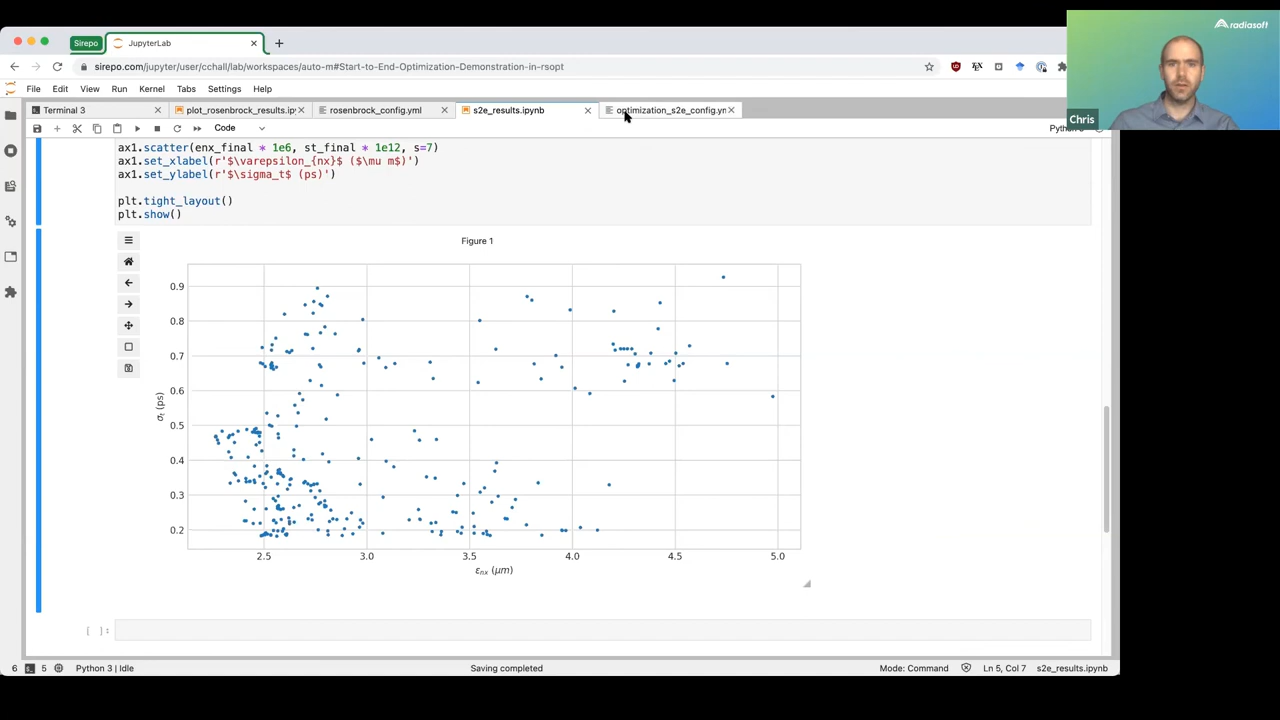 radiasoft
Chris
Sirepo
JupyterLab
sirepo.com/jupyter/user/cchall/lab/workspaces/auto-m#Start-to-End-Optimization-Demonstration-in-rsopt
File Edit View Run Kernel Tabs Settings Help
Terminal 3
plot_rosenbrock_results.ip
rosenbrock_config.yml
s2e_results.ipynb
optimization_s2e_config.yn
Code
ax1.scatter(enx_final * 1e6, st_final * 1e12, s=7)
ax1.set_xlabel(r'$\varepsilon_{nx}$ ($\mu m$)')
ax1.set_ylabel(r'$\sigma_t$ (ps)')
plt.tight_layout()
plt.show()
Figure 1
0.9
0.8
0.7
0.6
0.5
0.4
0.3
0.2
σt (ps)
2.5 3.0 3.5 4.0 4.5 5.0
εnx (μm)
[ ]:
6 5 Python 3 | Idle Saving completed Mode: Command Ln 5, Col 7 s2e_results.ipynb